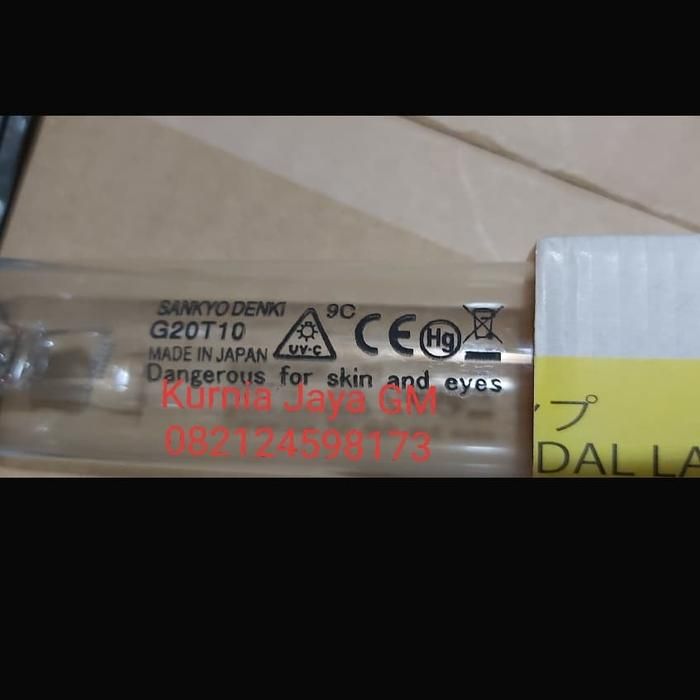 SANKYO DENKI
G20T10
MADE IN JAPAN
UV-C
9C
CE
Hg
Dangerous for skin and eyes
Kurnia Jaya GM
082124598173
プ
DAL LA